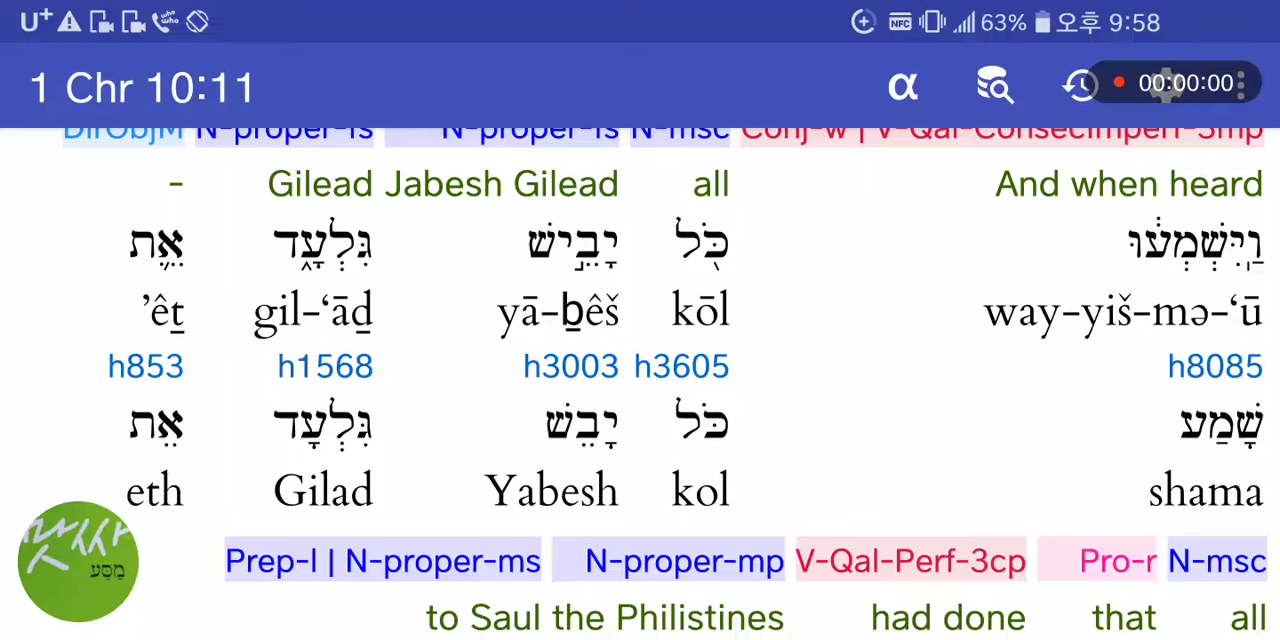 U+ 63% 오후 9:58
1 Chr 10:11 α 00:00:00
DirObjM N-proper-fs N-proper-fs N-msc Conj-w | V-Qal-ConsecImperf-3mp
- Gilead Jabesh Gilead all And when heard
וַֽיִּשְׁמְע֔וּ כֹּ֖ל יָבֵ֣ישׁ גִּלְעָ֑ד אֵ֛ת
’êṯ gil-‘āḏ yā-ḇêš kōl way-yiš-mə-‘ū
h853 h1568 h3003 h3605 h8085
שָׁמַע כֹּל יָבֵשׁ גִּלְעָד אֵת
eth Gilad Yabesh kol shama
מַסָּע
Prep-l | N-proper-ms N-proper-mp V-Qal-Perf-3cp Pro-r N-msc
to Saul the Philistines had done that all